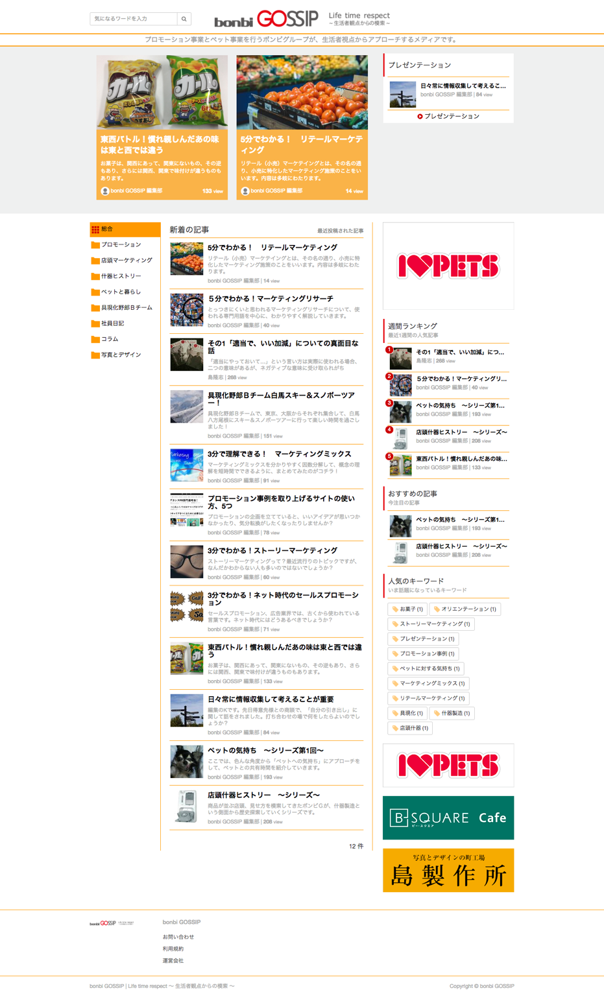 気になるワードを入力
bonbi GOSSIP
Life time respect
～生活者観点からの模索～
プロモーション事業とペット事業を行うボンビグループが、生活者視点からアプローチするメディアです。
カール
カール
東西バトル！慣れ親しんだあの味
は東と西では違う
お菓子は、関西にあって、関東にないもの、その逆
もあり、さらには関西、関東で味付けが違うものも
あります。
bonbi GOSSIP 編集部
133 view
5分でわかる！　リテールマーケテ
ィング
リテール（小売）マーケテイングとは、その名の通
り、小売に特化したマーケティング施策のことをい
います。内容は多岐にわたります。
bonbi GOSSIP 編集部
14 view
プレゼンテーション
日々常に情報収集して考えるこ...
bonbi GOSSIP 編集部 | 84 view
プレゼンテーション
総合
プロモーション
店頭マーケティング
什器ヒストリー
ペットと暮らし
具現化野郎Ｂチーム
社員日記
コラム
写真とデザイン
新着の記事
最近投稿された記事
5分でわかる！　リテールマーケティング
リテール（小売）マーケテイングとは、その名の通り、小売に特
化したマーケティング施策のことをいいます。内容は多岐にわた
ります。
bonbi GOSSIP 編集部 | 14 view
５分でわかる！マーケティングリサーチ
とっつきにくいと思われるマーケティングリサーチについて、使
われる専門用語を中心に、わかりやすく解説していきます。
bonbi GOSSIP 編集部 | 40 view
その1「適当で、いい加減」についての真面目な
話
「適当にやっておいて…」という言い方は実際に使われる場合、
二つの意味があるが、ネガティブな意味に受け取られがち
島隆志 | 268 view
具現化野郎Ｂチーム白馬スキー＆スノボーツア
ー！
具現化野郎Ｂチームで、東京、大阪からそれぞれ集合して、白馬
八方尾根にスキー＆スノボーツアーに行って楽しい時間を過ごし
ました！
bonbi GOSSIP 編集部 | 151 view
3分で理解できる！　マーケティングミックス
マーケティングミックスを分かりやすく因数分解して、概念の理
解を短時間でできるように、まとめてみたのがコチラ！
bonbi GOSSIP 編集部 | 91 view
プロモーション事例を取り上げるサイトの使い
方、5つ
プロモーションの企画を立てていると、いいアイデアが思いつか
なかったり、気分転換がしたくなったりしませんか？
bonbi GOSSIP 編集部 | 78 view
3分でわかる！ストーリーマーケティング
ストーリーマーケティングって？最近流行りのトピックですが、
なんだかわからない人も多いのではないでしょうか？
bonbi GOSSIP 編集部 | 60 view
3分でわかる！ネット時代のセールスプロモーシ
ョン
セールスプロモーション、広告業界では、古くから使われている
言葉です。ネット時代にはどうあるべきでしょうか？
bonbi GOSSIP 編集部 | 71 view
東西バトル！慣れ親しんだあの味は東と西では違
う
お菓子は、関西にあって、関東にないもの、その逆もあり、さら
には関西、関東で味付けが違うものもあります。
bonbi GOSSIP 編集部 | 133 view
日々常に情報収集して考えることが重要
編集のKです。先日得意先様との商談で、「自分の引き出し」に
関して話をされました。打ち合わせの場で何をしたらよいのでし
ょうか？
bonbi GOSSIP 編集部 | 84 view
ペットの気持ち　～シリーズ第1回～
ここでは、色んな角度から「ペットへの気持ち」にアプローチを
して、ペットとの共有時間を紹介していきます。
bonbi GOSSIP 編集部 | 193 view
店頭什器ヒストリー　～シリーズ～
商品が並ぶ店頭、見せ方を模索してきたボンビGが、什器製造と
いう側面から歴史探索していくシリーズです。
bonbi GOSSIP 編集部 | 208 view
12 件
I PETS
週間ランキング
最近1週間の人気記事
1
その1「適当で、いい加減」につ...
島隆志 | 268 view
2
５分でわかる！マーケティングリ...
bonbi GOSSIP 編集部 | 40 view
3
ペットの気持ち　～シリーズ第1...
bonbi GOSSIP 編集部 | 193 view
4
店頭什器ヒストリー　～シリーズ～
bonbi GOSSIP 編集部 | 208 view
5
東西バトル！慣れ親しんだあの味...
bonbi GOSSIP 編集部 | 133 view
おすすめの記事
今注目の記事
ペットの気持ち　～シリーズ第1...
bonbi GOSSIP 編集部 | 193 view
店頭什器ヒストリー　～シリーズ～
bonbi GOSSIP 編集部 | 208 view
人気のキーワード
いま話題になっているキーワード
お菓子 (1)
オリエンテーション (1)
ストーリーマーケティング (1)
プレゼンテーション (1)
プロモーション事例 (1)
ペットに対する気持ち (1)
マーケティングミックス (1)
リテールマーケティング (1)
具現化 (1)
什器製造 (1)
店頭什器 (1)
I PETS
B-SQUARE Cafe
ビー・スクエア
写真とデザインの町工場
島製作所
bonbi GOSSIP
bonbi GOSSIP
お問い合わせ
利用規約
運営会社
bonbi GOSSIP | Life time respect ～ 生活者観点からの模索 ～
Copyright © bonbi GOSSIP